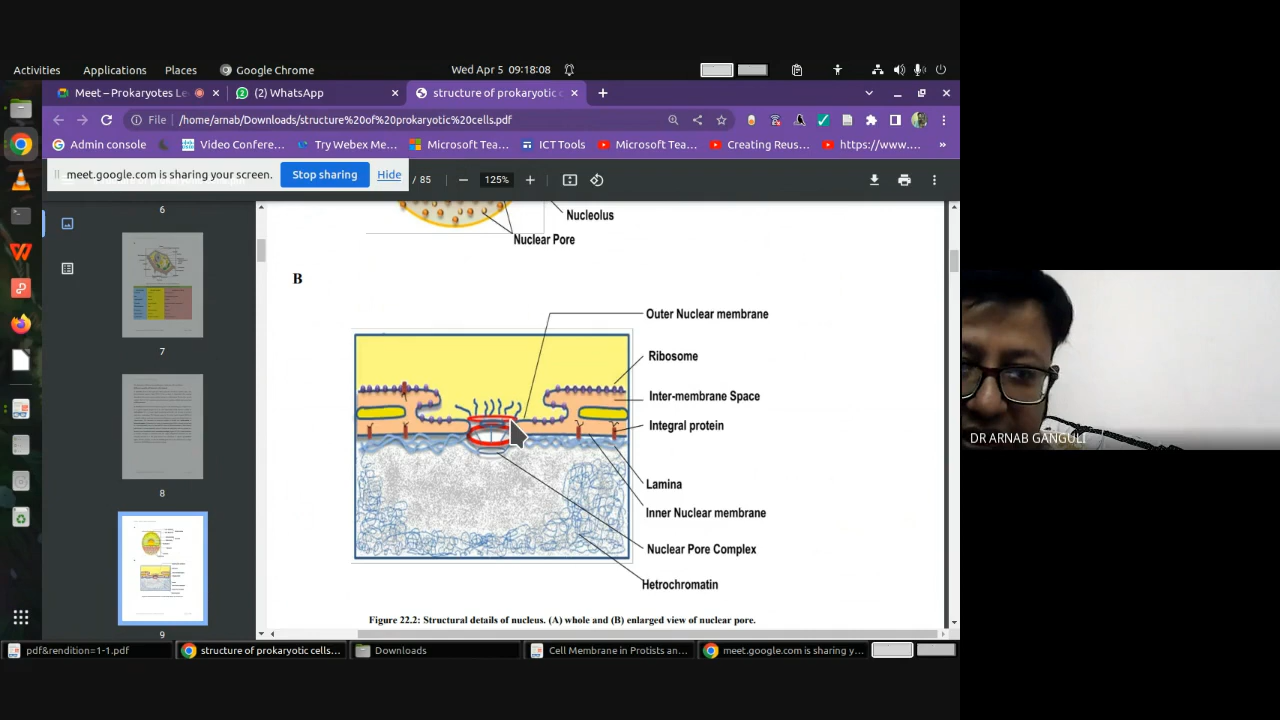 Activities Applications Places Google Chrome Wed Apr 5 09:18:08
Meet – Prokaryotes Le (2) WhatsApp structure of prokaryotic c
File /home/arnab/Downloads/structure%20of%20prokaryotic%20cells.pdf
Admin console Video Confere... Try Webex Me... Microsoft Tea... ICT Tools Microsoft Tea... Creating Reus... https://www.... »
meet.google.com is sharing your screen. Stop sharing Hide / 85 125%
6
7
8
9
Nucleolus
Nuclear Pore
B
Outer Nuclear membrane
Ribosome
Inter-membrane Space
Integral protein
Lamina
Inner Nuclear membrane
Nuclear Pore Complex
Hetrochromatin
Figure 22.2: Structural details of nucleus. (A) whole and (B) enlarged view of nuclear pore.
pdf&rendition=1-1.pdf structure of prokaryotic cells... Downloads Cell Membrane in Protists an... meet.google.com is sharing y...
DR ARNAB GANGULI